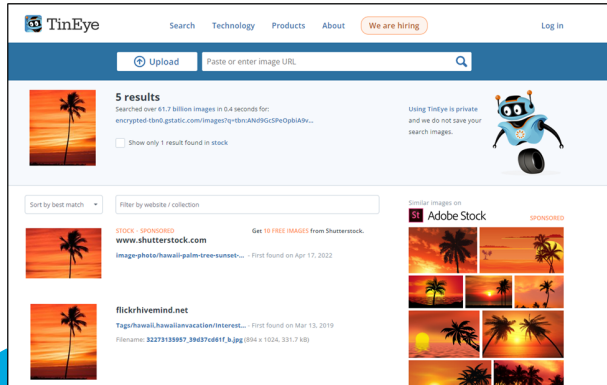 TinEye
Search Technology Products About We are hiring Log in
Upload Paste or enter image URL
5 results
Searched over 61.7 billion images in 0.4 seconds for:
encrypted-tbn0.gstatic.com/images?q=tbn:ANd9GcSPeOpbiA9v...
Show only 1 result found in stock
Using TinEye is private
and we do not save your
search images.
Sort by best match Filter by website / collection
STOCK - SPONSORED Get 10 FREE IMAGES from Shutterstock.
www.shutterstock.com
image-photo/hawaii-palm-tree-sunset-... - First found on Apr 17, 2022
flickrhivemind.net
Tags/hawaii,hawaiianvacation/Interest... - First found on Mar 13, 2019
Filename: 32273139957_39d37cd61f_b.jpg (894 x 1024, 331.7 kB)
Similar images on
St Adobe Stock SPONSORED